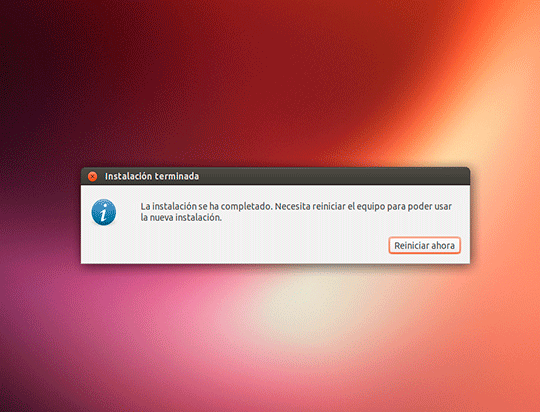 Instalación terminada
La instalación se ha completado. Necesita reiniciar el equipo para poder usar
la nueva instalación.
Reiniciar ahora